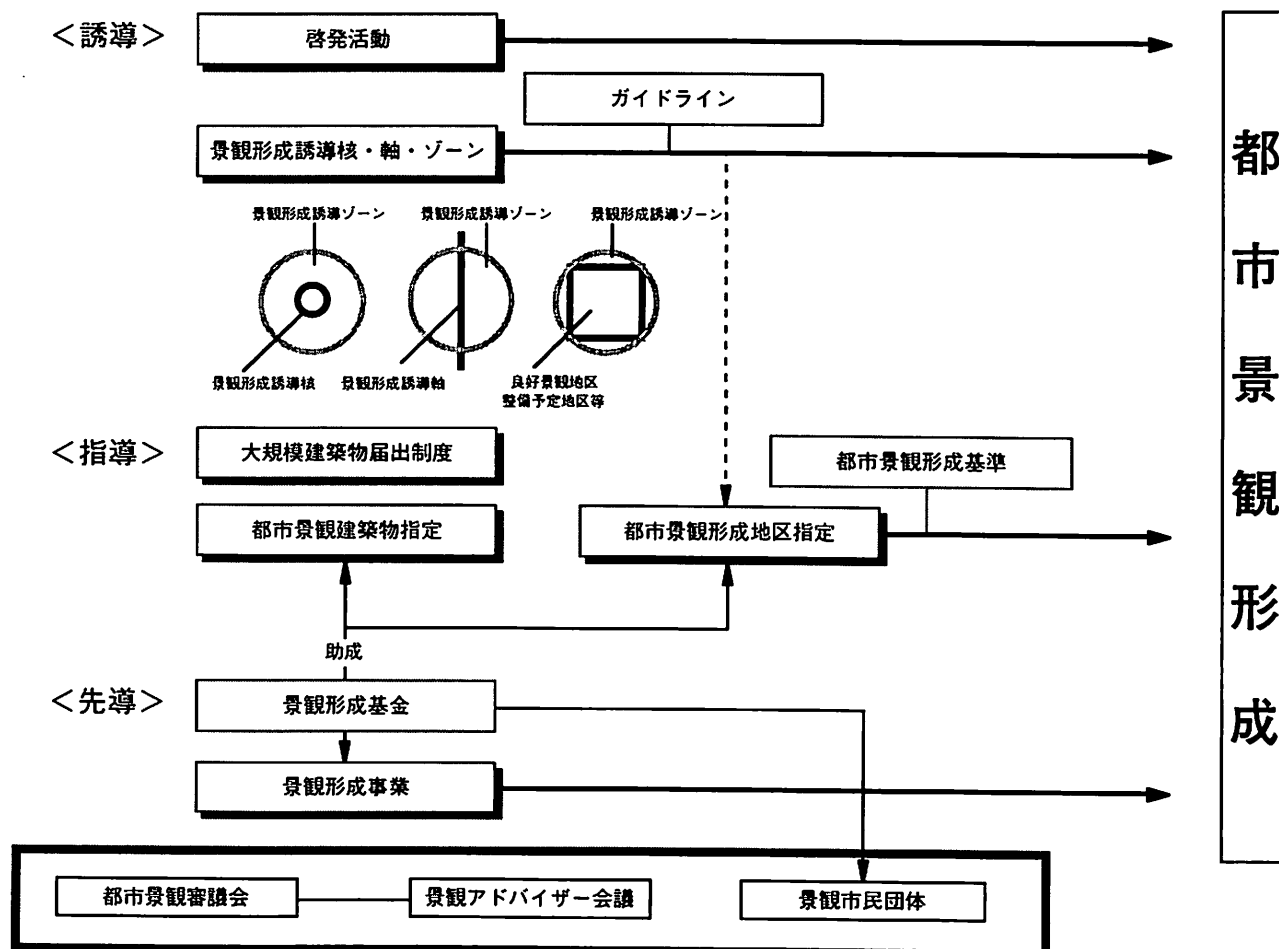 <誘導>
啓発活動
ガイドライン
景観形成誘導核・軸・ゾーン
景観形成誘導ゾーン
景観形成誘導ゾーン
景観形成誘導ゾーン
景観形成誘導核
景観形成誘導軸
良好景観地区
整備予定地区等
<指導>
大規模建築物届出制度
都市景観形成基準
都市景観建築物指定
都市景観形成地区指定
助成
<先導>
景観形成基金
景観形成事業
都市景観審議会
景観アドバイザー会議
景観市民団体
都市景観形成